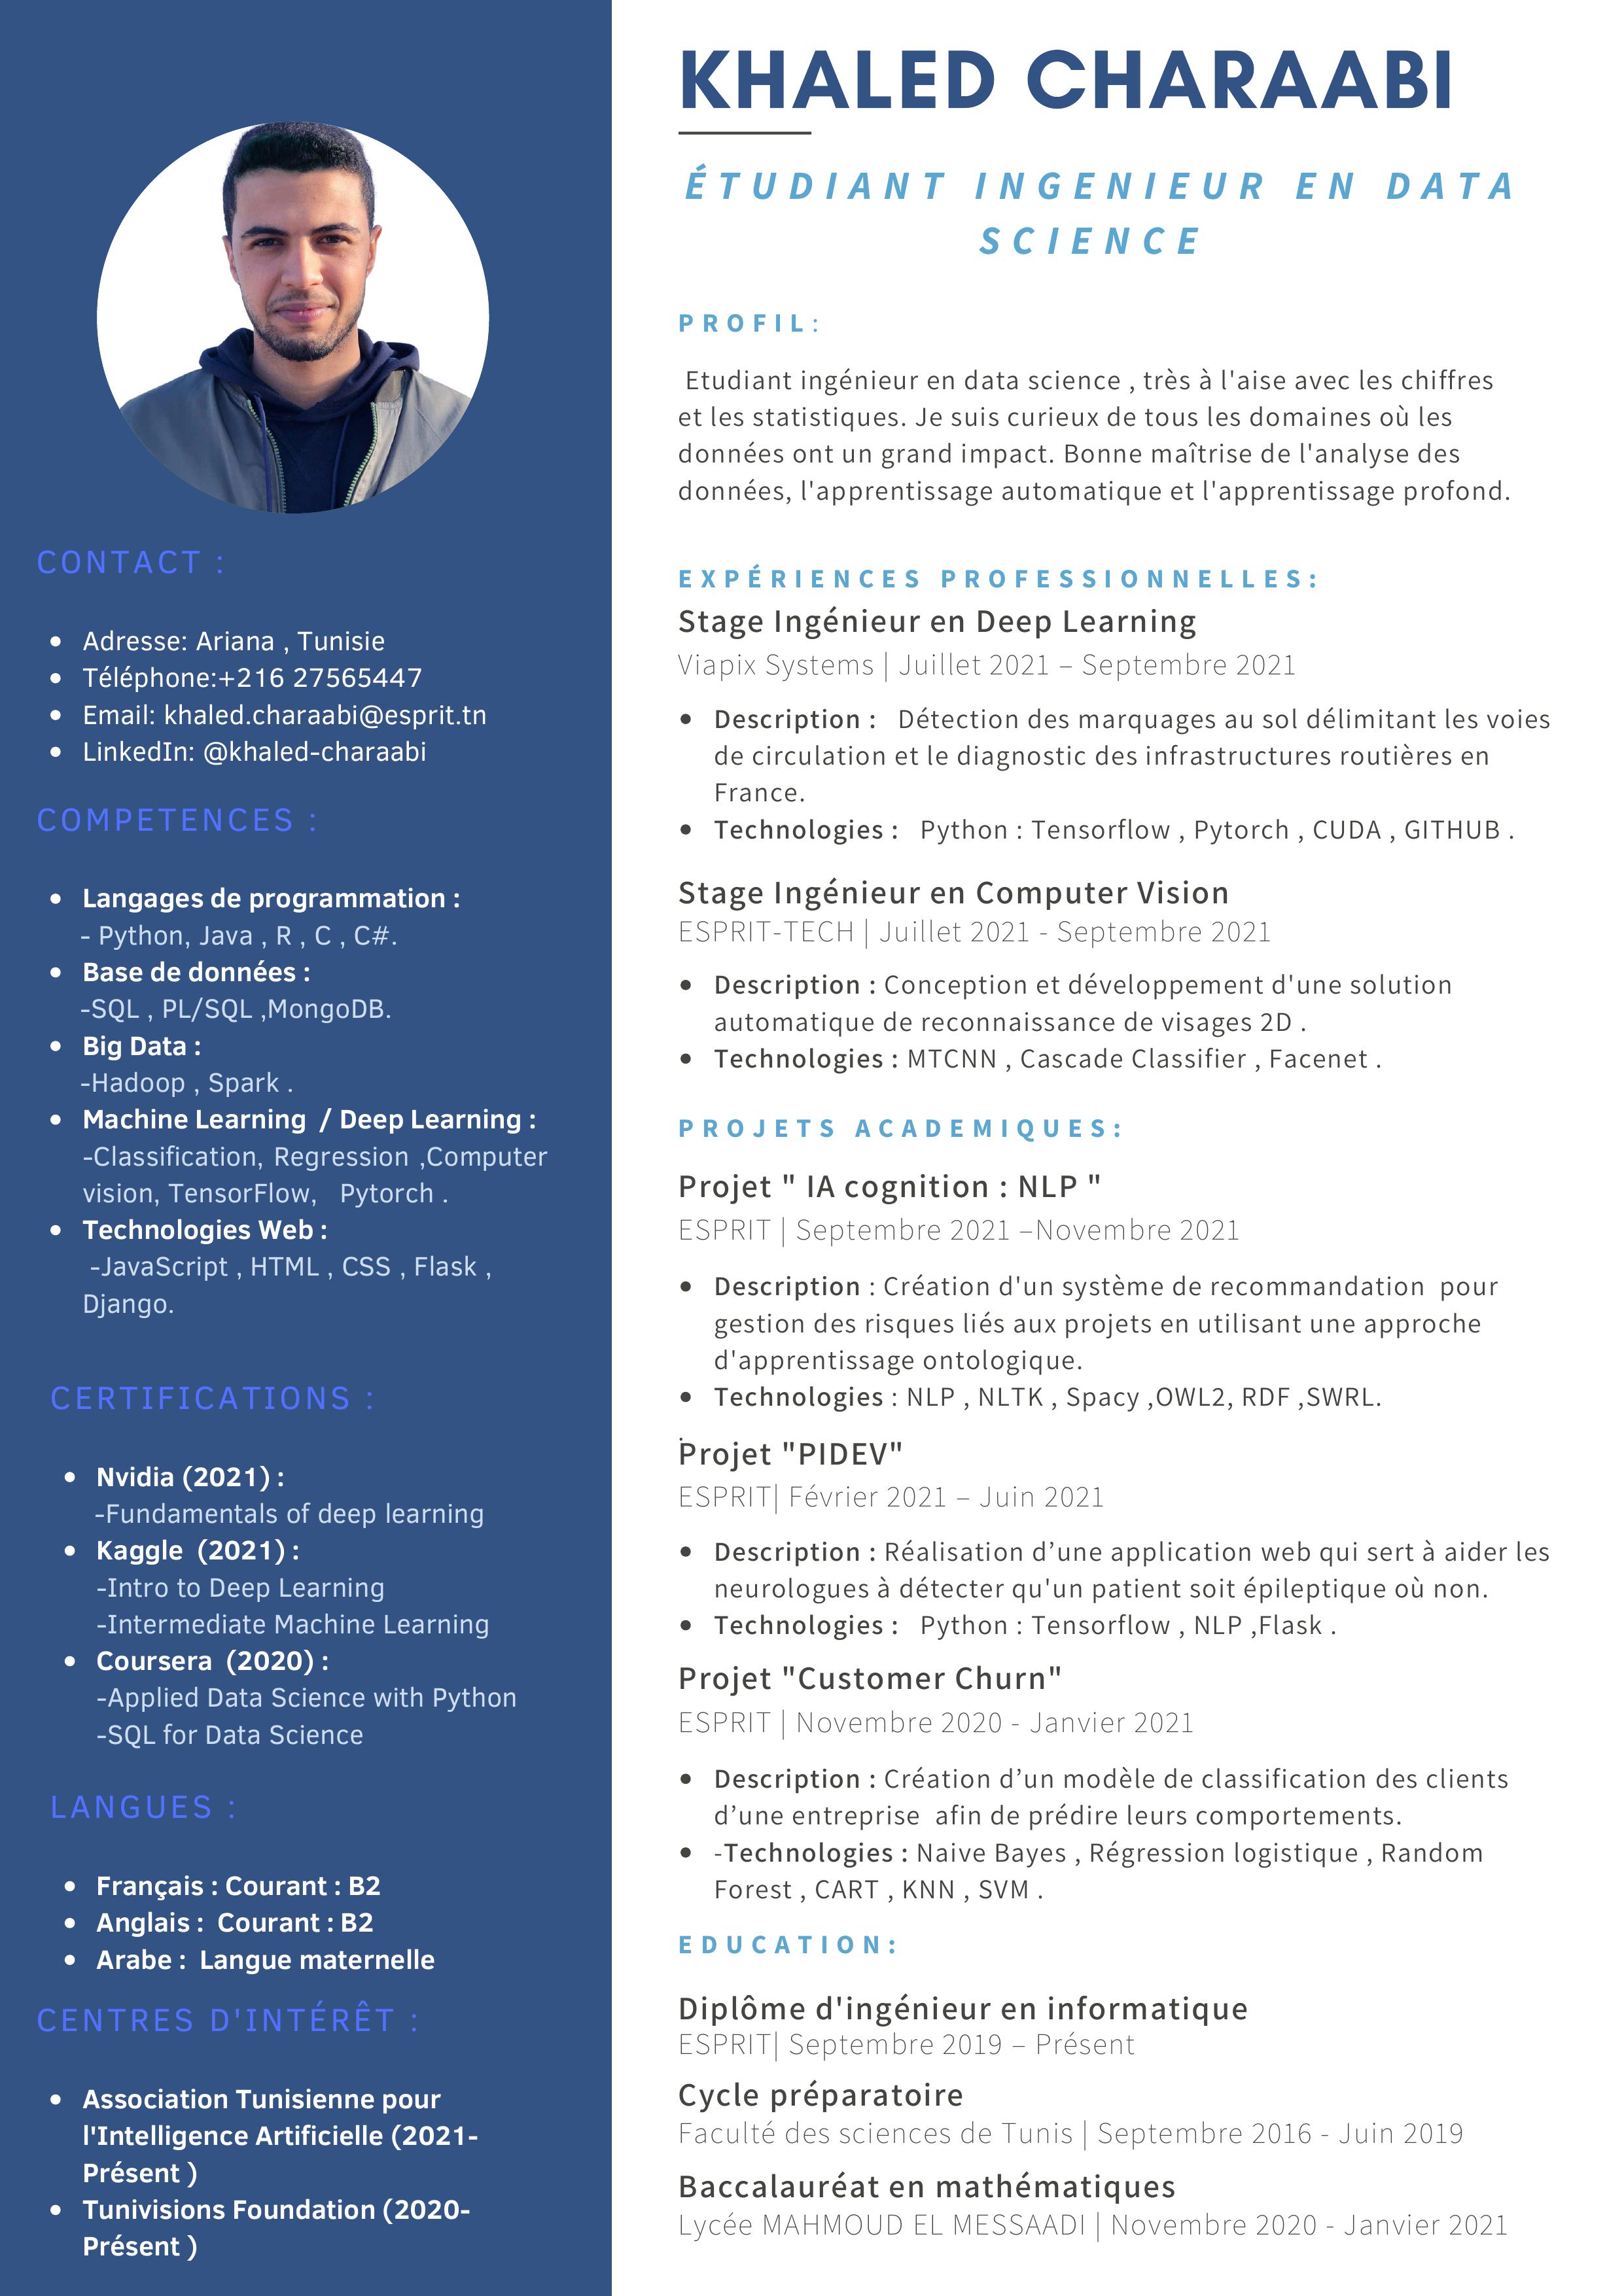 KHALED CHARAABI
ÉTUDIANT INGENIEUR EN DATA
SCIENCE
CONTACT :
Adresse: Ariana , Tunisie
Téléphone:+216 27565447
Email: khaled.charaabi@esprit.tn
LinkedIn: @khaled-charaabi
COMPETENCES :
Langages de programmation :
- Python, Java , R , C , C#.
Base de données :
-SQL , PL/SQL ,MongoDB.
Big Data :
-Hadoop , Spark .
Machine Learning / Deep Learning :
-Classification, Regression ,Computer
vision, TensorFlow, Pytorch .
Technologies Web :
-JavaScript , HTML , CSS , Flask ,
Django.
CERTIFICATIONS :
Nvidia (2021) :
-Fundamentals of deep learning
Kaggle (2021) :
-Intro to Deep Learning
-Intermediate Machine Learning
Coursera (2020) :
-Applied Data Science with Python
-SQL for Data Science
LANGUES :
Français : Courant : B2
Anglais : Courant : B2
Arabe : Langue maternelle
CENTRES D'INTÉRÊT :
Association Tunisienne pour
l'Intelligence Artificielle (2021-
Présent )
Tunivisions Foundation (2020-
Présent )
PROFIL:
Etudiant ingénieur en data science , très à l'aise avec les chiffres
et les statistiques. Je suis curieux de tous les domaines où les
données ont un grand impact. Bonne maîtrise de l'analyse des
données, l'apprentissage automatique et l'apprentissage profond.
EXPÉRIENCES PROFESSIONNELLES:
Stage Ingénieur en Deep Learning
Viapix Systems | Juillet 2021 – Septembre 2021
Description : Détection des marquages au sol délimitant les voies
de circulation et le diagnostic des infrastructures routières en
France.
Technologies : Python : Tensorflow , Pytorch , CUDA , GITHUB .
Stage Ingénieur en Computer Vision
ESPRIT-TECH | Juillet 2021 - Septembre 2021
Description : Conception et développement d'une solution
automatique de reconnaissance de visages 2D .
Technologies : MTCNN , Cascade Classifier , Facenet .
PROJETS ACADEMIQUES:
Projet " IA cognition : NLP "
ESPRIT | Septembre 2021 –Novembre 2021
Description : Création d'un système de recommandation pour
gestion des risques liés aux projets en utilisant une approche
d'apprentissage ontologique.
Technologies : NLP , NLTK , Spacy ,OWL2, RDF ,SWRL.
Projet "PIDEV"
ESPRIT| Février 2021 – Juin 2021
Description : Réalisation d’une application web qui sert à aider les
neurologues à détecter qu'un patient soit épileptique où non.
Technologies : Python : Tensorflow , NLP ,Flask .
Projet "Customer Churn"
ESPRIT | Novembre 2020 - Janvier 2021
Description : Création d’un modèle de classification des clients
d’une entreprise afin de prédire leurs comportements.
-Technologies : Naive Bayes , Régression logistique , Random
Forest , CART , KNN , SVM .
EDUCATION:
Diplôme d'ingénieur en informatique
ESPRIT| Septembre 2019 – Présent
Cycle préparatoire
Faculté des sciences de Tunis | Septembre 2016 - Juin 2019
Baccalauréat en mathématiques
Lycée MAHMOUD EL MESSAADI | Novembre 2020 - Janvier 2021